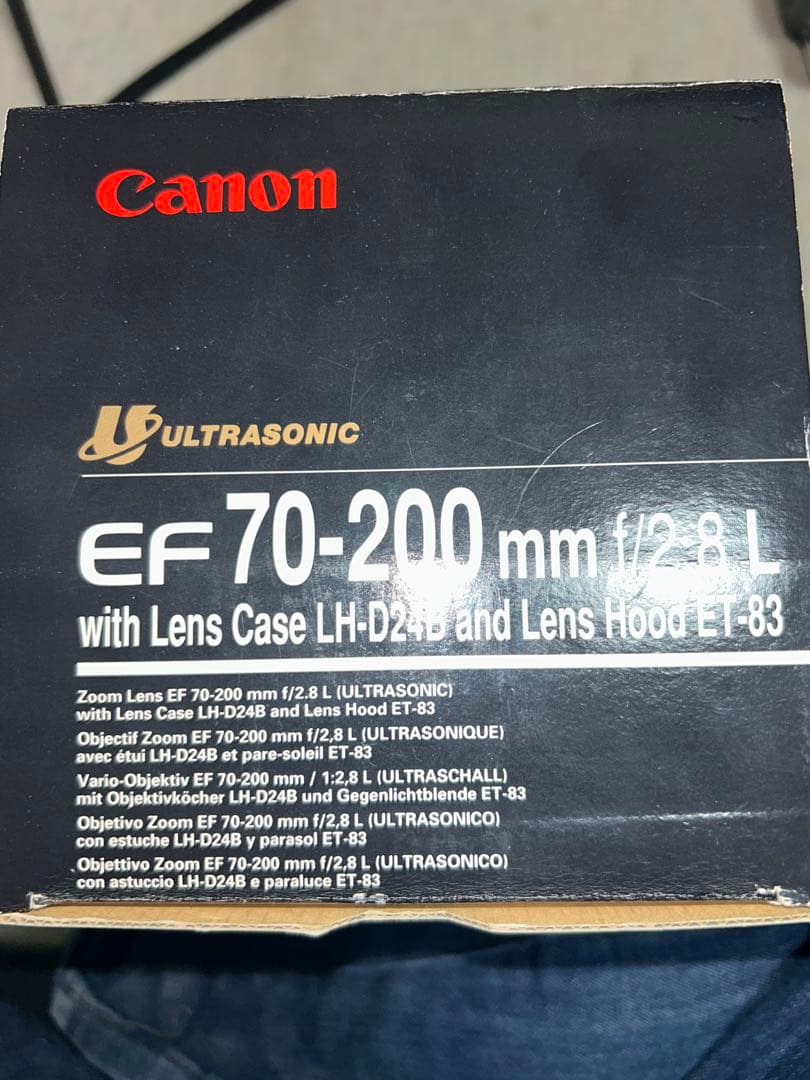 Canon
ULTRASONIC
EF 70-200 mm f/2.8 L
with Lens Case LH-D24B and Lens Hood ET-83
Zoom Lens EF 70-200 mm f/2.8 L (ULTRASONIC)
with Lens Case LH-D24B and Lens Hood ET-83
Objectif Zoom EF 70-200 mm f/2,8 L (ULTRASONIQUE)
avec étui LH-D24B et pare-soleil ET-83
Vario-Objektiv EF 70-200 mm / 1:2,8 L (ULTRASCHALL)
mit Objektivköcher LH-D24B und Gegenlichtblende ET-83
Objetivo Zoom EF 70-200 mm f/2,8 L (ULTRASONICO)
con estuche LH-D24B y parasol ET-83
Objettivo Zoom EF 70-200 mm f/2,8 L (ULTRASONICO)
con astuccio LH-D24B e paraluce ET-83